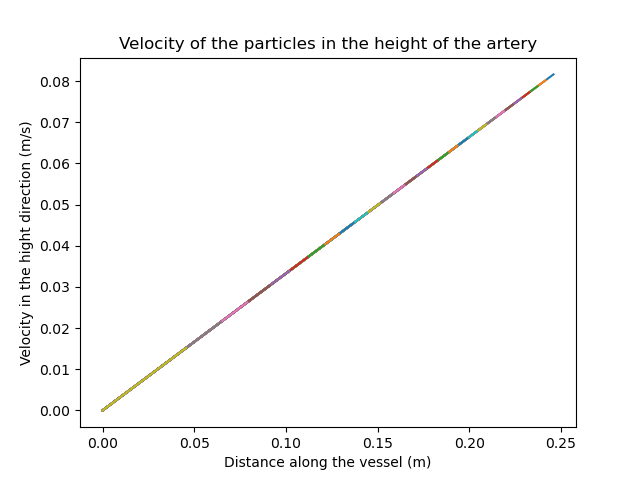 Velocity of the particles in the height of the artery
Velocity in the hight direction (m/s)
0.08
0.07
0.06
0.05
0.04
0.03
0.02
0.01
0.00
0.00 0.05 0.10 0.15 0.20 0.25
Distance along the vessel (m)